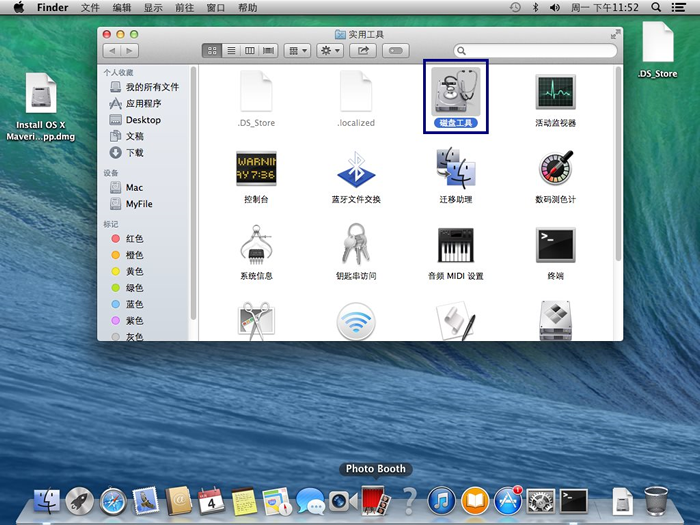 Finder 文件 编辑 显示 前往 窗口 帮助 周一 下午11:52
实用工具
Install OS X
Maveri...pp.dmg
.DS_Store
个人收藏
我的所有文件
应用程序
Desktop
文稿
下载
设备
Mac
MyFile
标记
红色
橙色
黄色
绿色
蓝色
紫色
灰色
.DS_Store
.localized
磁盘工具
活动监视器
WARNIN
AY 7:36
控制台
蓝牙文件交换
迁移助理
数码测色计
系统信息
钥匙串访问
音频 MIDI 设置
终端
Photo Booth
4
1